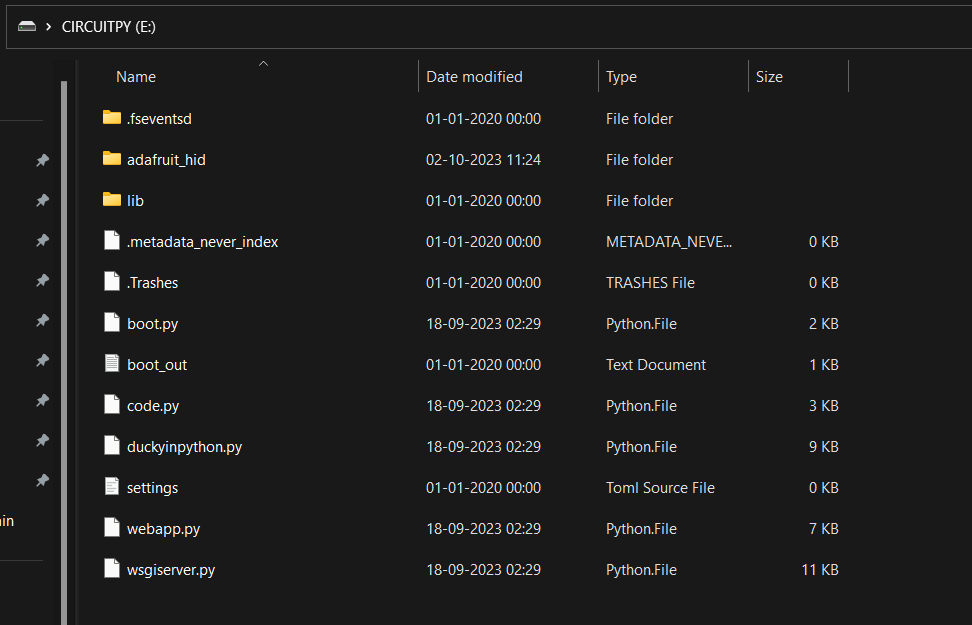 CIRCUITPY (E:)
Name Date modified Type Size
.fseventsd 01-01-2020 00:00 File folder
adafruit_hid 02-10-2023 11:24 File folder
lib 01-01-2020 00:00 File folder
.metadata_never_index 01-01-2020 00:00 METADATA_NEVE... 0 KB
.Trashes 01-01-2020 00:00 TRASHES File 0 KB
boot.py 18-09-2023 02:29 Python.File 2 KB
boot_out 01-01-2020 00:00 Text Document 1 KB
code.py 18-09-2023 02:29 Python.File 3 KB
duckyinpython.py 18-09-2023 02:29 Python.File 9 KB
settings 01-01-2020 00:00 Toml Source File 0 KB
webapp.py 18-09-2023 02:29 Python.File 7 KB
wsgiserver.py 18-09-2023 02:29 Python.File 11 KB